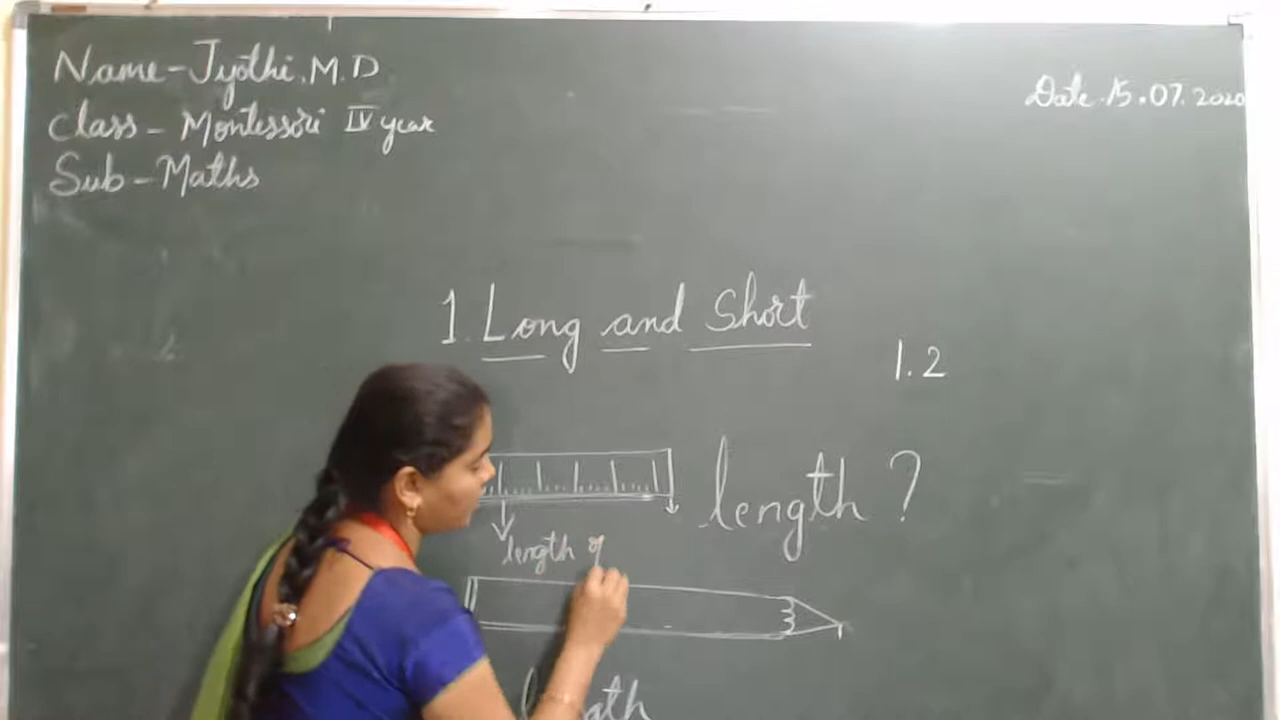 Name-Jyothi.M.D
Class - Montessori IV year
Sub-Maths
Date.15.07.2020
1. Long and Short
1.2
length ?
length of